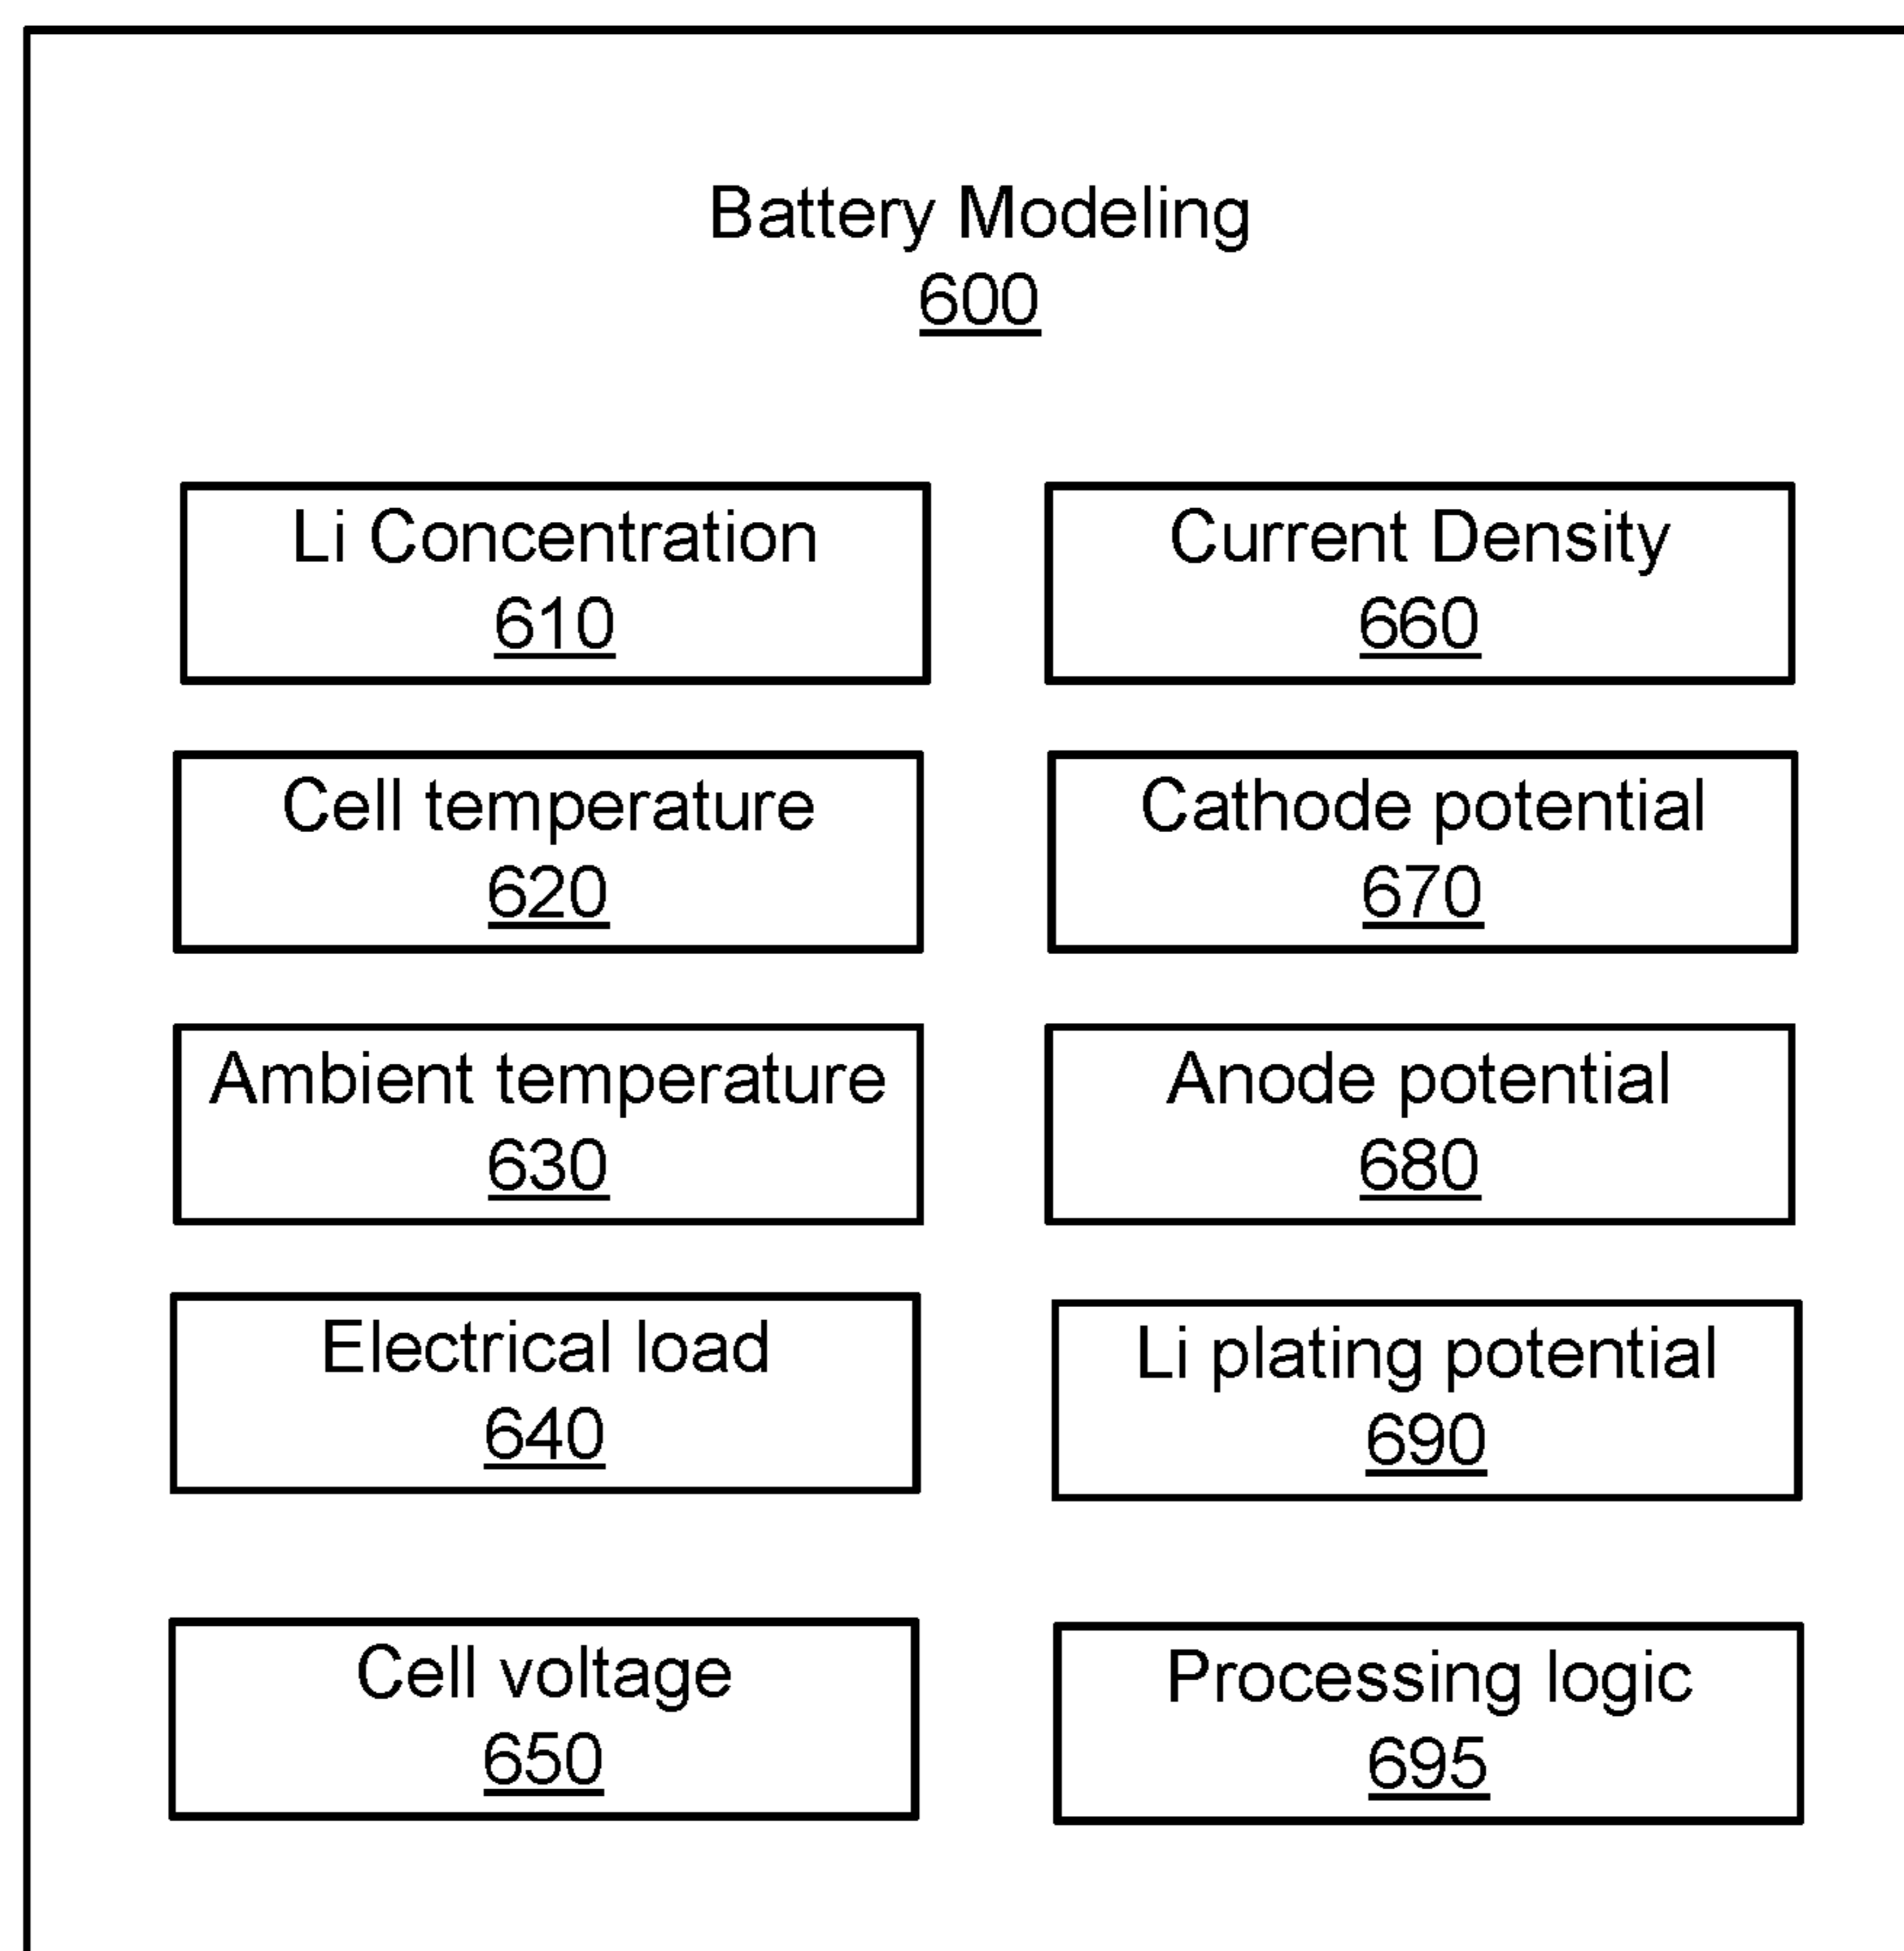 Battery Modeling
600
Li Concentration
610
Current Density
660
Cell temperature
620
Cathode potential
670
Ambient temperature
630
Anode potential
680
Electrical load
640
Li plating potential
690
Cell voltage
650
Processing logic
695